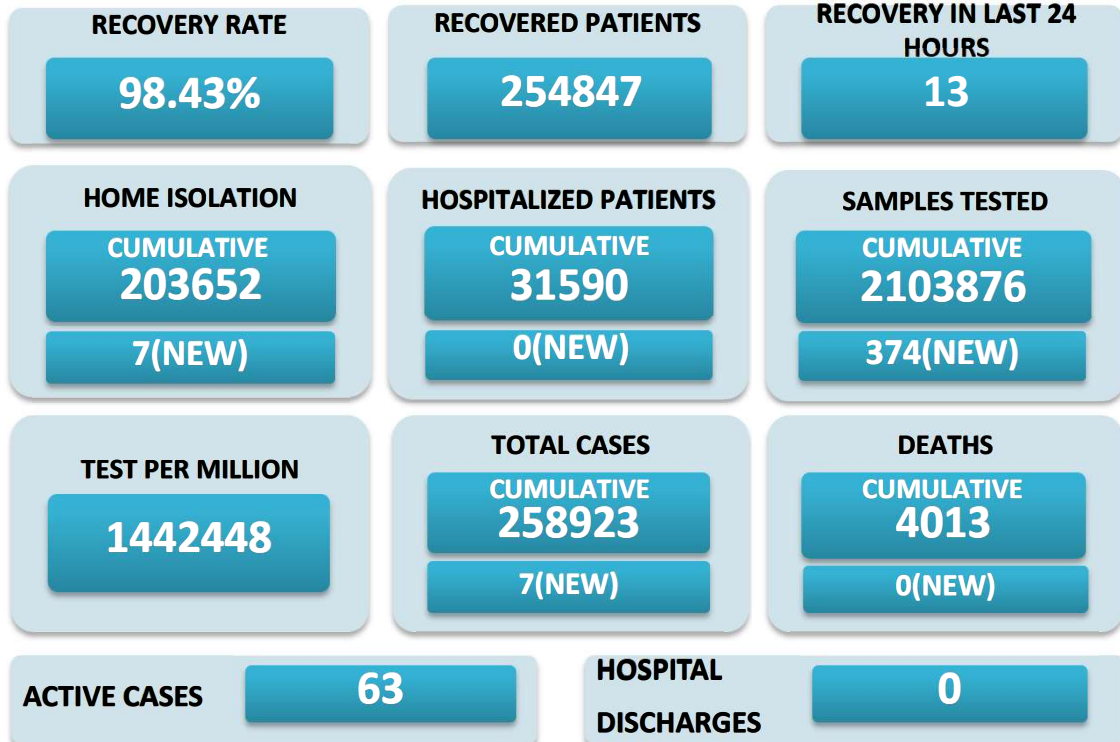 RECOVERY RATE
98.43%
RECOVERED PATIENTS
254847
RECOVERY IN LAST 24
HOURS
13
HOME ISOLATION
CUMULATIVE
203652
7(NEW)
HOSPITALIZED PATIENTS
CUMULATIVE
31590
0(NEW)
SAMPLES TESTED
CUMULATIVE
2103876
374(NEW)
TEST PER MILLION
1442448
TOTAL CASES
CUMULATIVE
258923
7(NEW)
DEATHS
CUMULATIVE
4013
0(NEW)
ACTIVE CASES
63
HOSPITAL
DISCHARGES
0